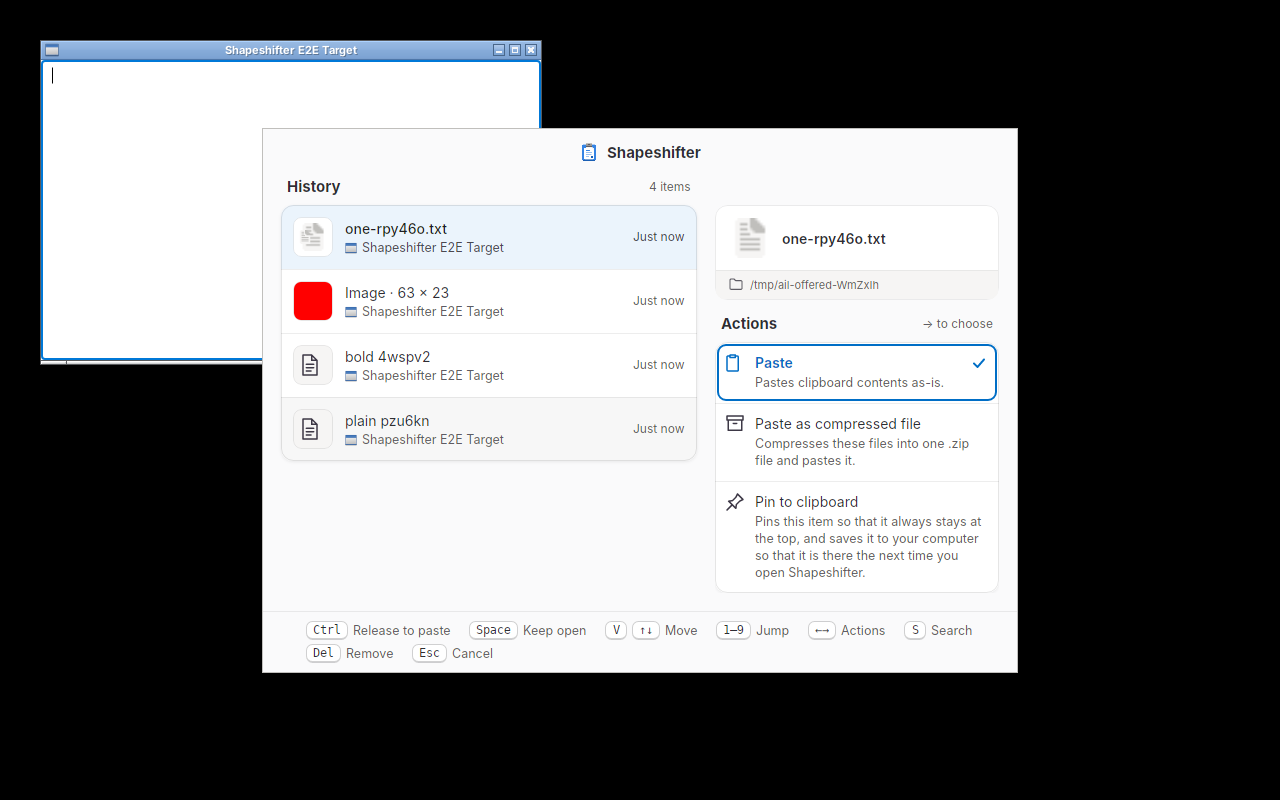 Shapeshifter E2E Target
Shapeshifter
History
4 items
one-rpy46o.txt
Shapeshifter E2E Target
Just now
Image · 63 × 23
Shapeshifter E2E Target
Just now
bold 4wspv2
Shapeshifter E2E Target
Just now
plain pzu6kn
Shapeshifter E2E Target
Just now
one-rpy46o.txt
/tmp/ail-offered-WmZxlh
Actions
→ to choose
Paste
Pastes clipboard contents as-is.
Paste as compressed file
Compresses these files into one .zip
file and pastes it.
Pin to clipboard
Pins this item so that it always stays at
the top, and saves it to your computer
so that it is there the next time you
open Shapeshifter.
Ctrl Release to paste Space Keep open V ↑↓ Move 1–9 Jump ←→ Actions S Search
Del Remove Esc Cancel